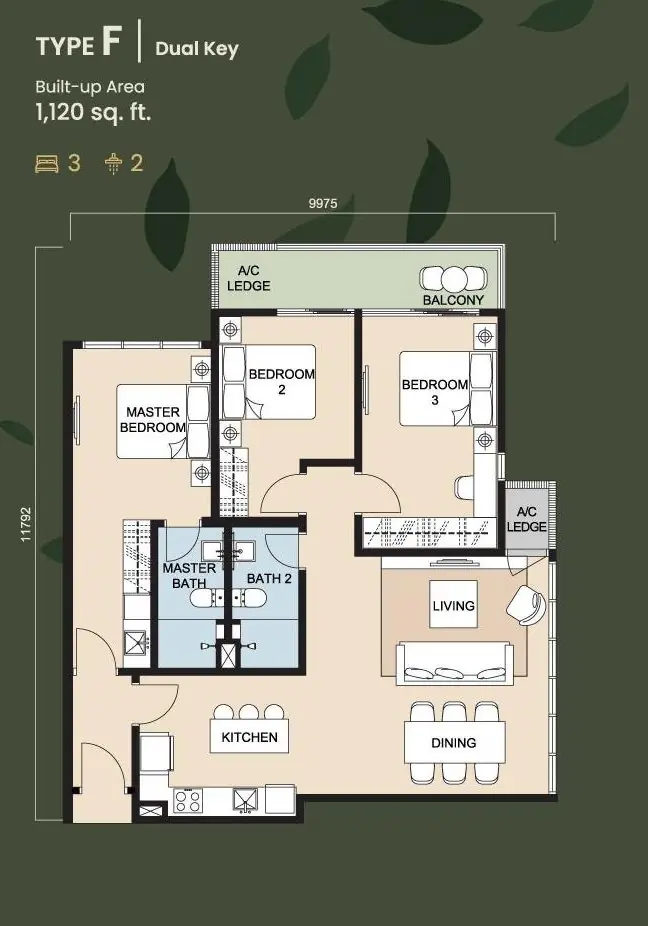 TYPE F | Dual Key
Built-up Area
1,120 sq. ft.
3 2
9975
11792
A/C
LEDGE
BALCONY
MASTER
BEDROOM
BEDROOM
2
BEDROOM
3
A/C
LEDGE
MASTER
BATH
BATH 2
LIVING
KITCHEN
DINING